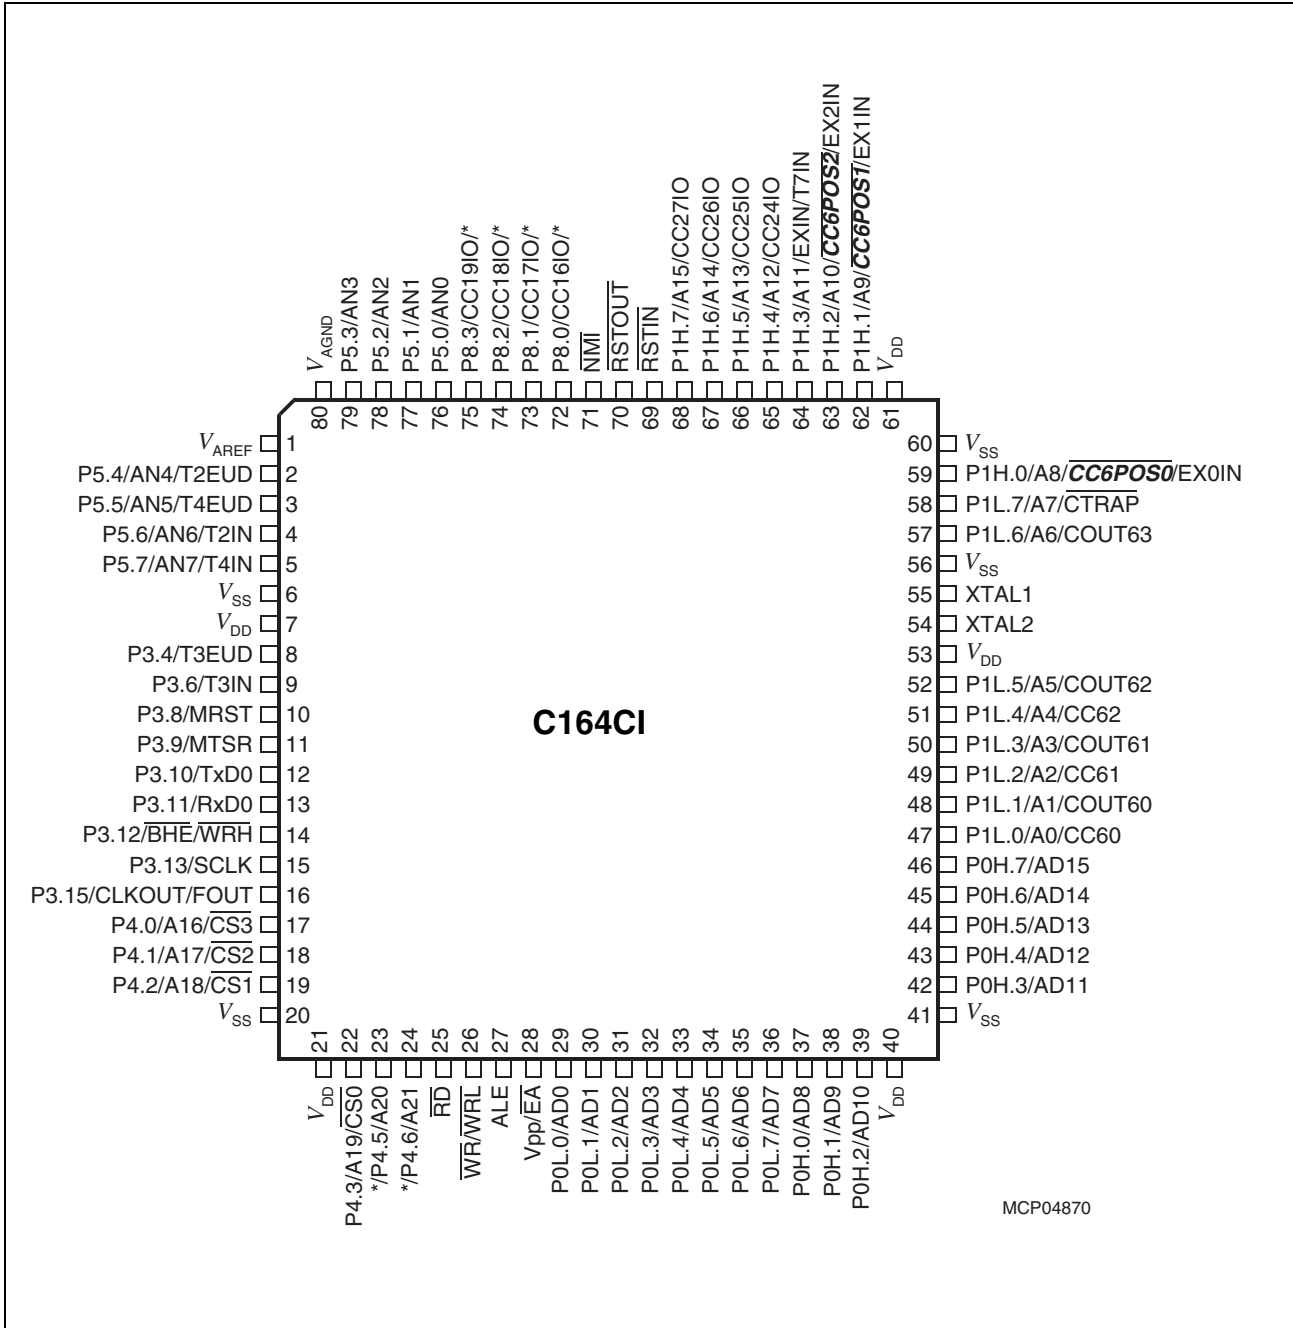 P1H.2/A10/CC6POS2/EX2IN
P1H.1/A9/CC6POS1/EX1IN
VAGND
P5.3/AN3
P5.2/AN2
P5.1/AN1
P5.0/AN0
P8.3/CC19IO/*
P8.2/CC18IO/*
P8.1/CC17IO/*
P8.0/CC16IO/*
NMI
RSTOUT
RSTIN
P1H.7/A15/CC27IO
P1H.6/A14/CC26IO
P1H.5/A13/CC25IO
P1H.4/A12/CC24IO
P1H.3/A11/EXIN/T7IN
VDD
80 79 78 77 76 75 74 73 72 71 70 69 68 67 66 65 64 63 62 61
VAREF 1
P5.4/AN4/T2EUD 2
P5.5/AN5/T4EUD 3
P5.6/AN6/T2IN 4
P5.7/AN7/T4IN 5
VSS 6
VDD 7
P3.4/T3EUD 8
P3.6/T3IN 9
P3.8/MRST 10
P3.9/MTSR 11
P3.10/TxD0 12
P3.11/RxD0 13
P3.12/BHE/WRH 14
P3.13/SCLK 15
P3.15/CLKOUT/FOUT 16
P4.0/A16/CS3 17
P4.1/A17/CS2 18
P4.2/A18/CS1 19
VSS 20
C164CI
60 VSS
59 P1H.0/A8/CC6POS0/EX0IN
58 P1L.7/A7/CTRAP
57 P1L.6/A6/COUT63
56 VSS
55 XTAL1
54 XTAL2
53 VDD
52 P1L.5/A5/COUT62
51 P1L.4/A4/CC62
50 P1L.3/A3/COUT61
49 P1L.2/A2/CC61
48 P1L.1/A1/COUT60
47 P1L.0/A0/CC60
46 P0H.7/AD15
45 P0H.6/AD14
44 P0H.5/AD13
43 P0H.4/AD12
42 P0H.3/AD11
41 VSS
21 22 23 24 25 26 27 28 29 30 31 32 33 34 35 36 37 38 39 40
VDD
P4.3/A19/CS0
*/P4.5/A20
*/P4.6/A21
RD
WR/WRL
ALE
Vpp/EA
P0L.0/AD0
P0L.1/AD1
P0L.2/AD2
P0L.3/AD3
P0L.4/AD4
P0L.5/AD5
P0L.6/AD6
P0L.7/AD7
P0H.0/AD8
P0H.1/AD9
P0H.2/AD10
VDD
MCP04870